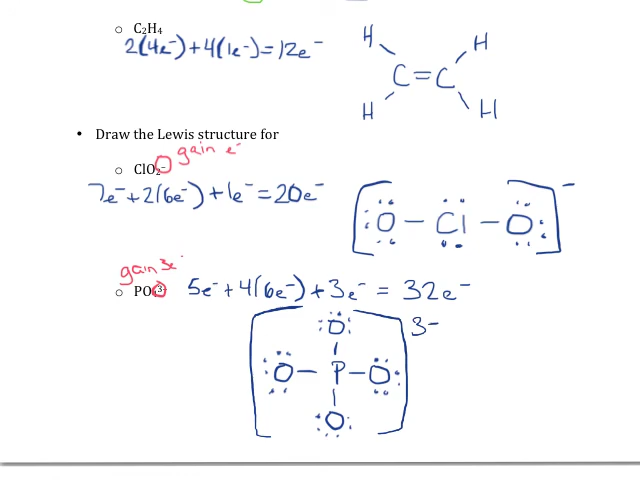 ○ C₂H₄
2(4e⁻)+4(1e⁻)=12e⁻
H H
C=C
H H
• Draw the Lewis structure for
gain e⁻
○ ClO₂⁻
7e⁻+2(6e⁻)+1e⁻=20e⁻
[O—Cl—O]⁻
gain 3e⁻
○ PO₄³⁻ 5e⁻+4(6e⁻)+3e⁻=32e⁻
O 3−
O—P—O
O